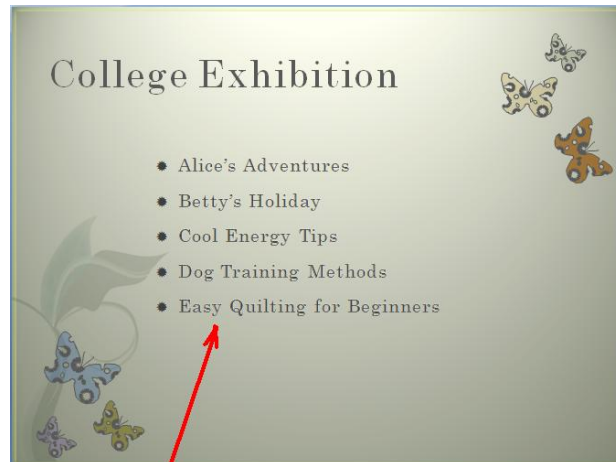 College Exhibition
Alice's Adventures
Betty's Holiday
Cool Energy Tips
Dog Training Methods
Easy Quilting for Beginners